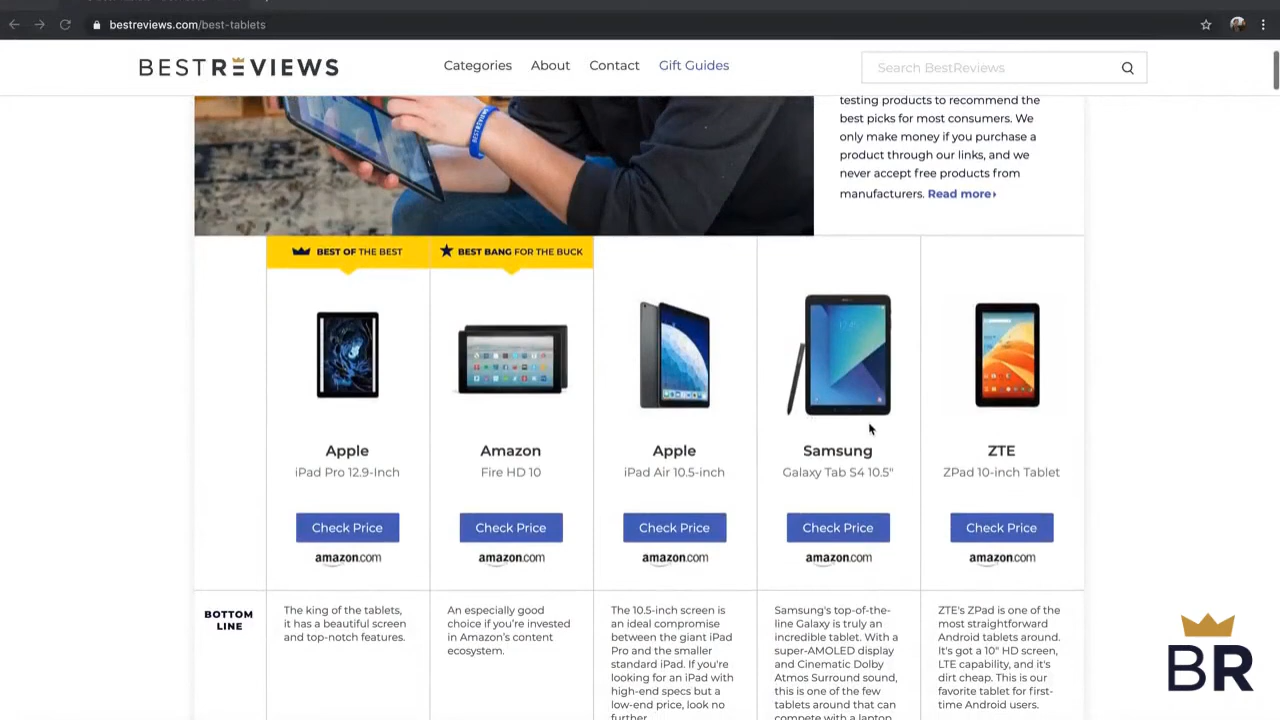 bestreviews.com/best-tablets
BESTREVIEWS
Categories About Contact Gift Guides
Search BestReviews
testing products to recommend the
best picks for most consumers. We
only make money if you purchase a
product through our links, and we
never accept free products from
manufacturers. Read more
BEST OF THE BEST
BEST BANG FOR THE BUCK
Apple
iPad Pro 12.9-Inch
Check Price
amazon.com
Amazon
Fire HD 10
Check Price
amazon.com
Apple
iPad Air 10.5-inch
Check Price
amazon.com
Samsung
Galaxy Tab S4 10.5"
Check Price
amazon.com
ZTE
ZPad 10-inch Tablet
Check Price
amazon.com
BOTTOM
LINE
The king of the tablets,
it has a beautiful screen
and top-notch features.
An especially good
choice if you're invested
in Amazon's content
ecosystem.
The 10.5-inch screen is
an ideal compromise
between the giant iPad
Pro and the smaller
standard iPad. If you're
looking for an iPad with
high-end specs but a
low-end price, look no
further.
Samsung's top-of-the-
line Galaxy is truly an
incredible tablet. With a
super-AMOLED display
and Cinematic Dolby
Atmos Surround sound,
this is one of the few
tablets around that can
compete with a laptop
ZTE's ZPad is one of the
most straightforward
Android tablets around.
It's got a 10" HD screen,
LTE capability, and it's
dirt cheap. This is our
favorite tablet for first-
time Android users.
BR